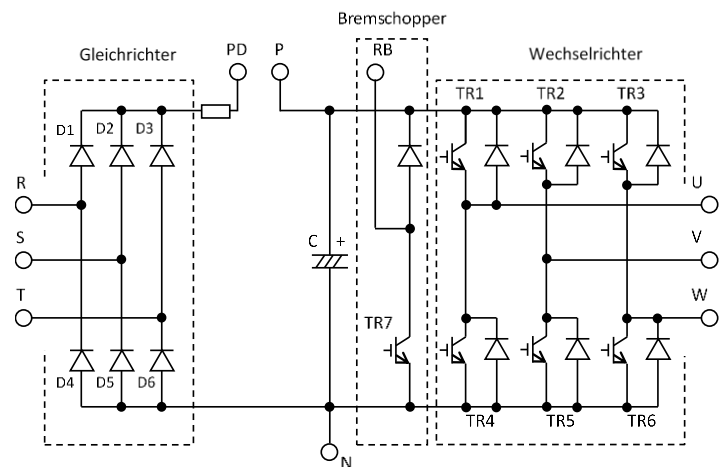 Bremschopper
Gleichrichter
PD
P
RB
Wechselrichter
TR1
TR2
TR3
D1
D2
D3
R
U
S
C
+
V
T
TR7
W
D4
D5
D6
TR4
TR5
TR6
N